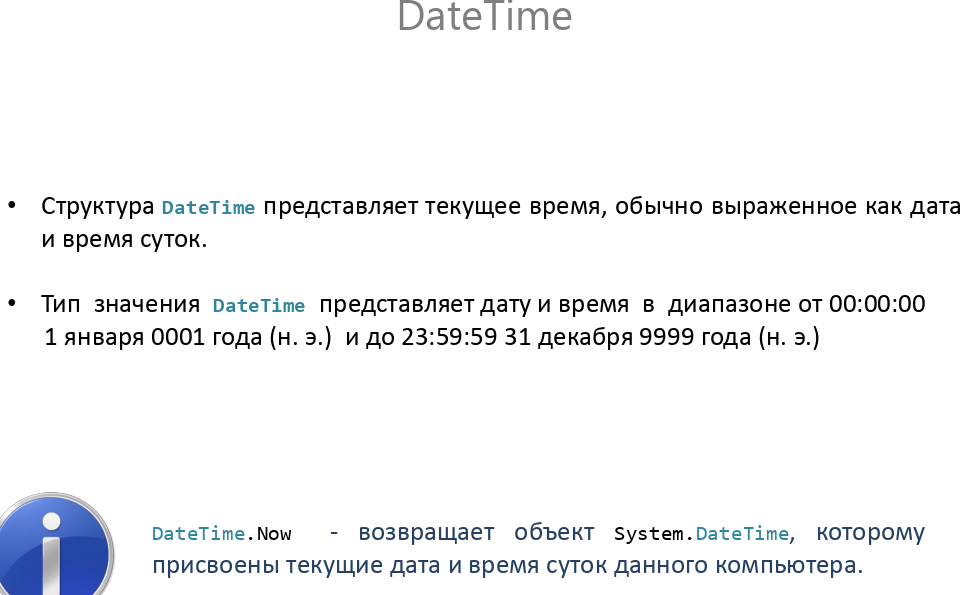 DateTime
• Структура DateTime представляет текущее время, обычно выраженное как дата
и время суток.
• Тип значения DateTime представляет дату и время в диапазоне от 00:00:00
1 января 0001 года (н. э.) и до 23:59:59 31 декабря 9999 года (н. э.)
DateTime.Now - возвращает объект System.DateTime, которому
присвоены текущие дата и время суток данного компьютера.